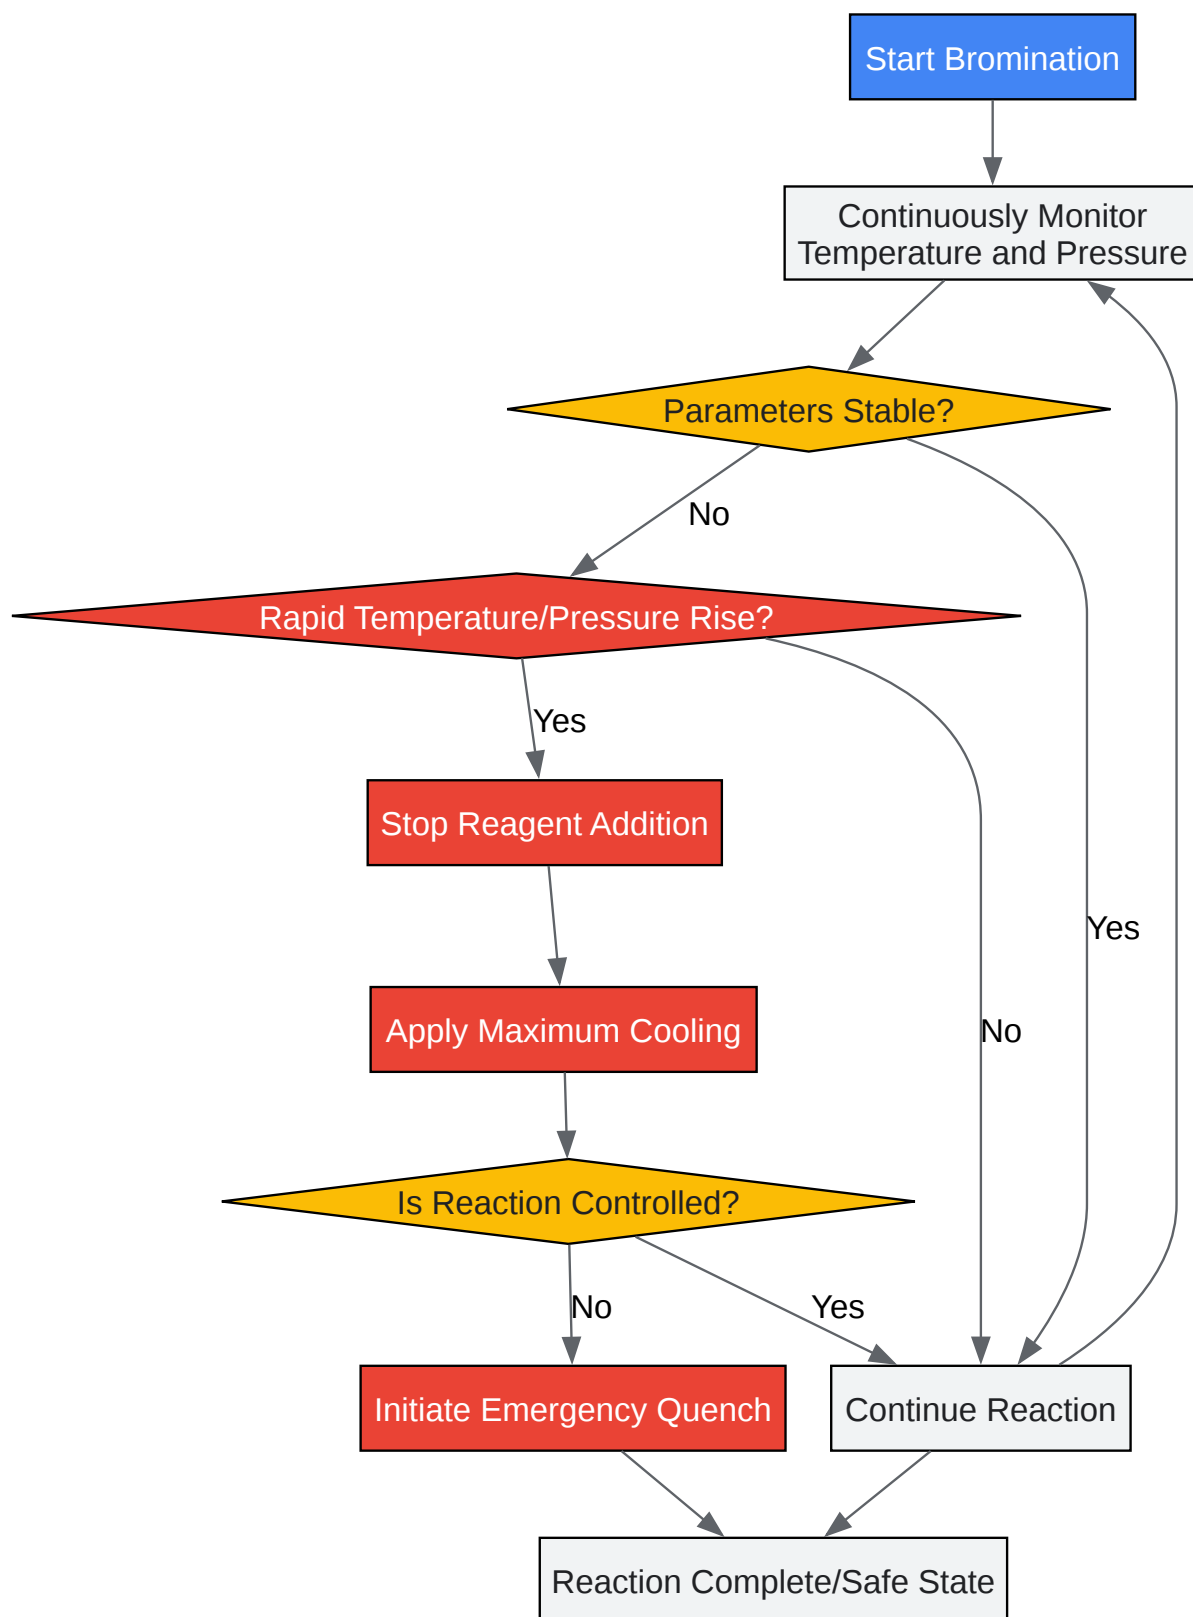 Start Bromination
Continuously Monitor
Temperature and Pressure
Parameters Stable?
No
Rapid Temperature/Pressure Rise?
Yes
Stop Reagent Addition
Yes
Apply Maximum Cooling
No
Is Reaction Controlled?
No
Yes
Initiate Emergency Quench
Continue Reaction
Reaction Complete/Safe State